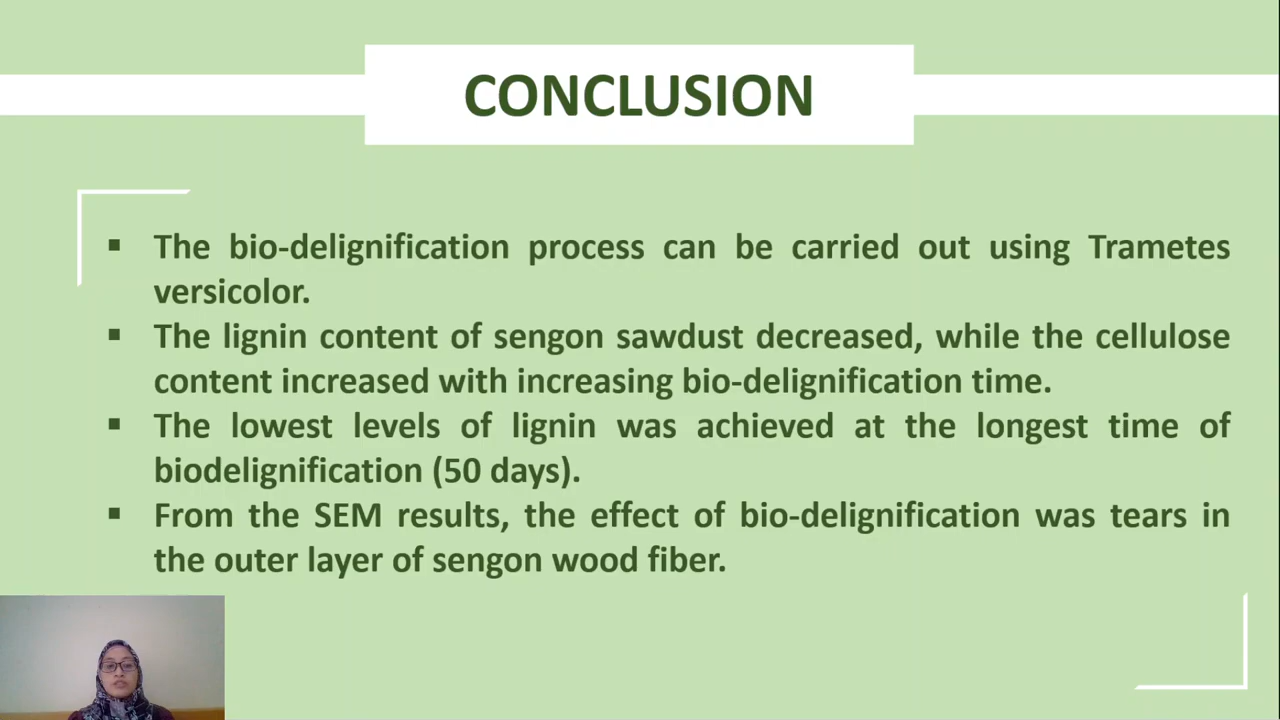 CONCLUSION
▪ The bio-delignification process can be carried out using Trametes
versicolor.
▪ The lignin content of sengon sawdust decreased, while the cellulose
content increased with increasing bio-delignification time.
▪ The lowest levels of lignin was achieved at the longest time of
biodelignification (50 days).
▪ From the SEM results, the effect of bio-delignification was tears in
the outer layer of sengon wood fiber.